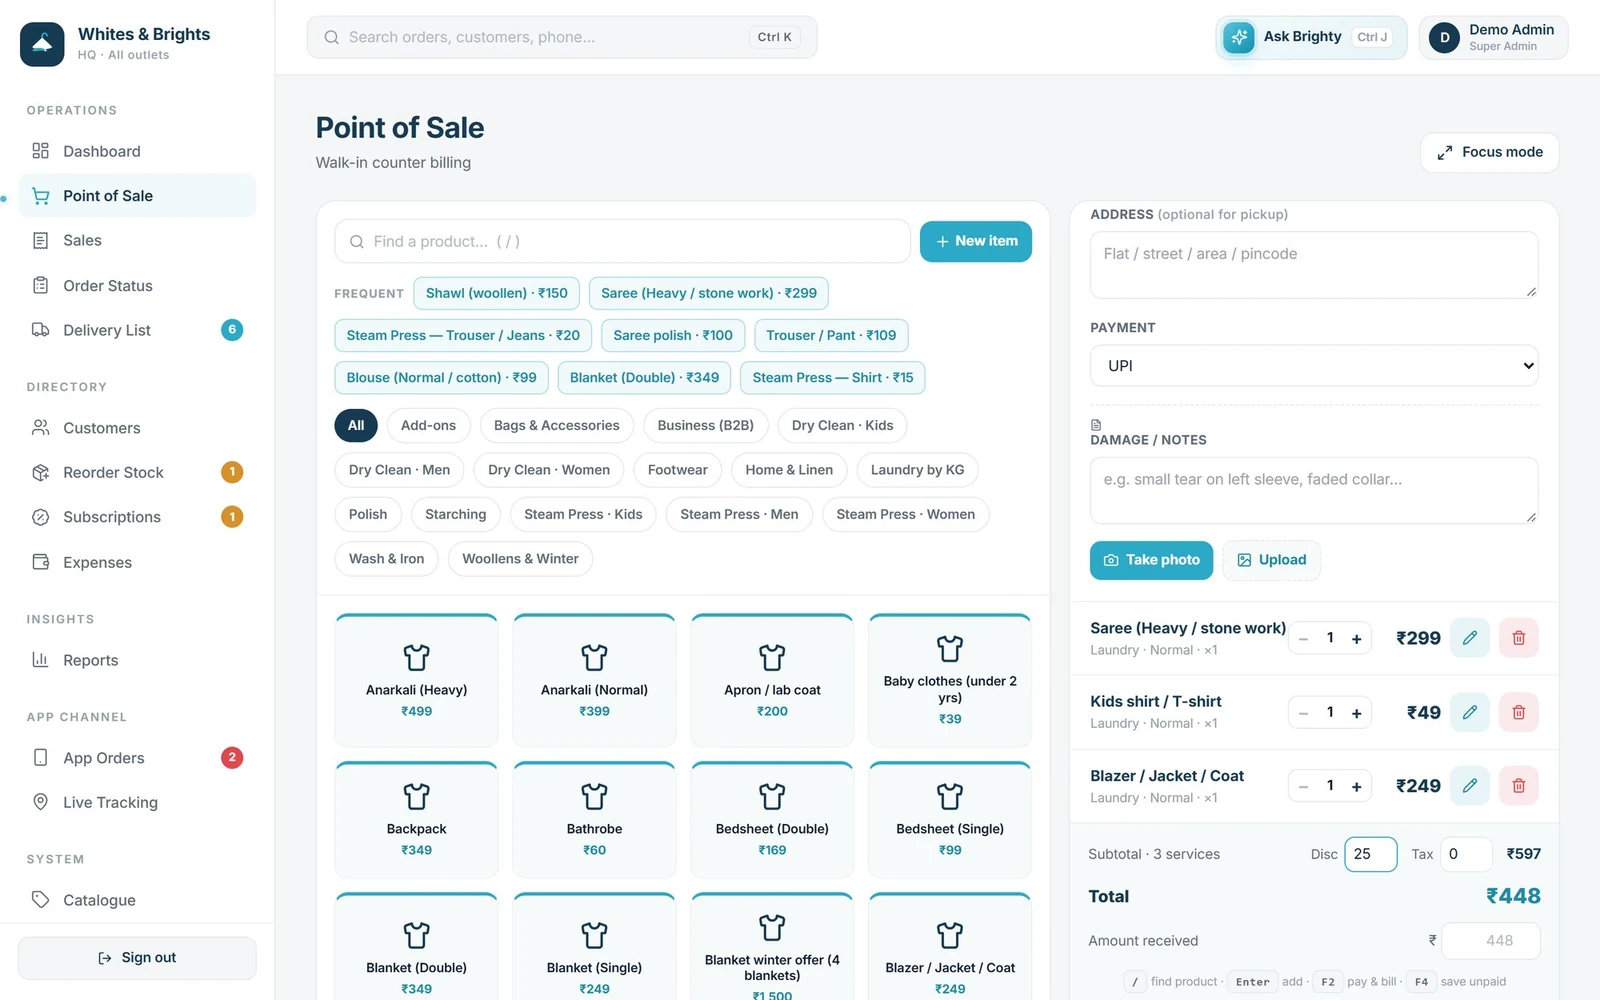 Whites & Brights
HQ · All outlets
OPERATIONS
Dashboard
Point of Sale
Sales
Order Status
Delivery List 6
DIRECTORY
Customers
Reorder Stock 1
Subscriptions 1
Expenses
INSIGHTS
Reports
APP CHANNEL
App Orders 2
Live Tracking
SYSTEM
Catalogue
Sign out
Search orders, customers, phone... Ctrl K
Ask Brighty Ctrl J
D Demo Admin
Super Admin
Point of Sale
Walk-in counter billing
Focus mode
Find a product... ( / )
New item
FREQUENT Shawl (woollen) · ₹150 Saree (Heavy / stone work) · ₹299
Steam Press — Trouser / Jeans · ₹20 Saree polish · ₹100 Trouser / Pant · ₹109
Blouse (Normal / cotton) · ₹99 Blanket (Double) · ₹349 Steam Press — Shirt · ₹15
All Add-ons Bags & Accessories Business (B2B) Dry Clean · Kids
Dry Clean · Men Dry Clean · Women Footwear Home & Linen Laundry by KG
Polish Starching Steam Press · Kids Steam Press · Men Steam Press · Women
Wash & Iron Woollens & Winter
Anarkali (Heavy)
₹499
Anarkali (Normal)
₹399
Apron / lab coat
₹200
Baby clothes (under 2
yrs)
₹39
Backpack
₹349
Bathrobe
₹60
Bedsheet (Double)
₹169
Bedsheet (Single)
₹99
Blanket (Double)
₹349
Blanket (Single)
₹249
Blanket winter offer (4
blankets)
₹1,500
Blazer / Jacket / Coat
₹249
ADDRESS (optional for pickup)
Flat / street / area / pincode
PAYMENT
UPI
DAMAGE / NOTES
e.g. small tear on left sleeve, faded collar...
Take photo
Upload
Saree (Heavy / stone work) − 1 + ₹299
Laundry · Normal · ×1
Kids shirt / T-shirt − 1 + ₹49
Laundry · Normal · ×1
Blazer / Jacket / Coat − 1 + ₹249
Laundry · Normal · ×1
Subtotal · 3 services Disc 25 Tax 0 ₹597
Total ₹448
Amount received ₹ 448
/ find product · Enter add · F2 pay & bill · F4 save unpaid